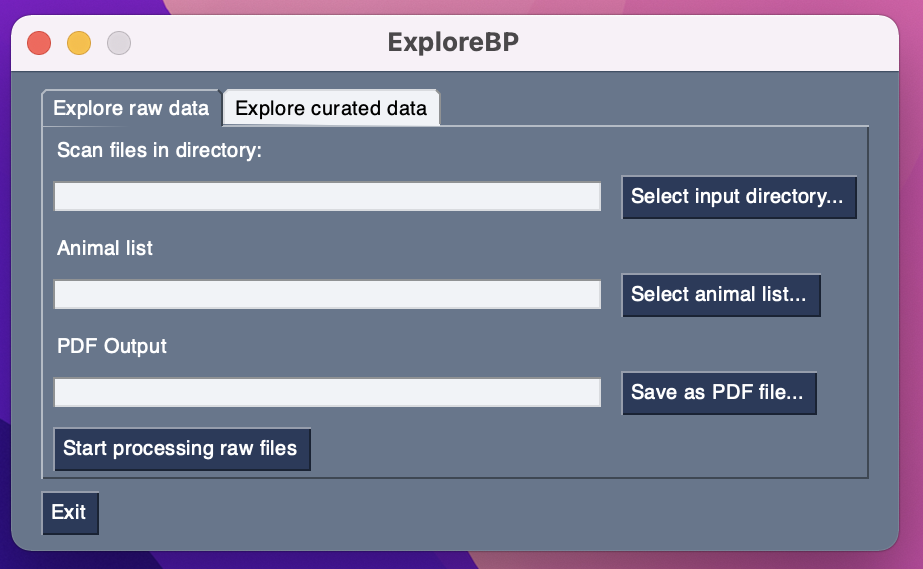 ExploreBP
Explore raw data
Explore curated data
Scan files in directory:
Select input directory...
Animal list
Select animal list...
PDF Output
Save as PDF file...
Start processing raw files
Exit